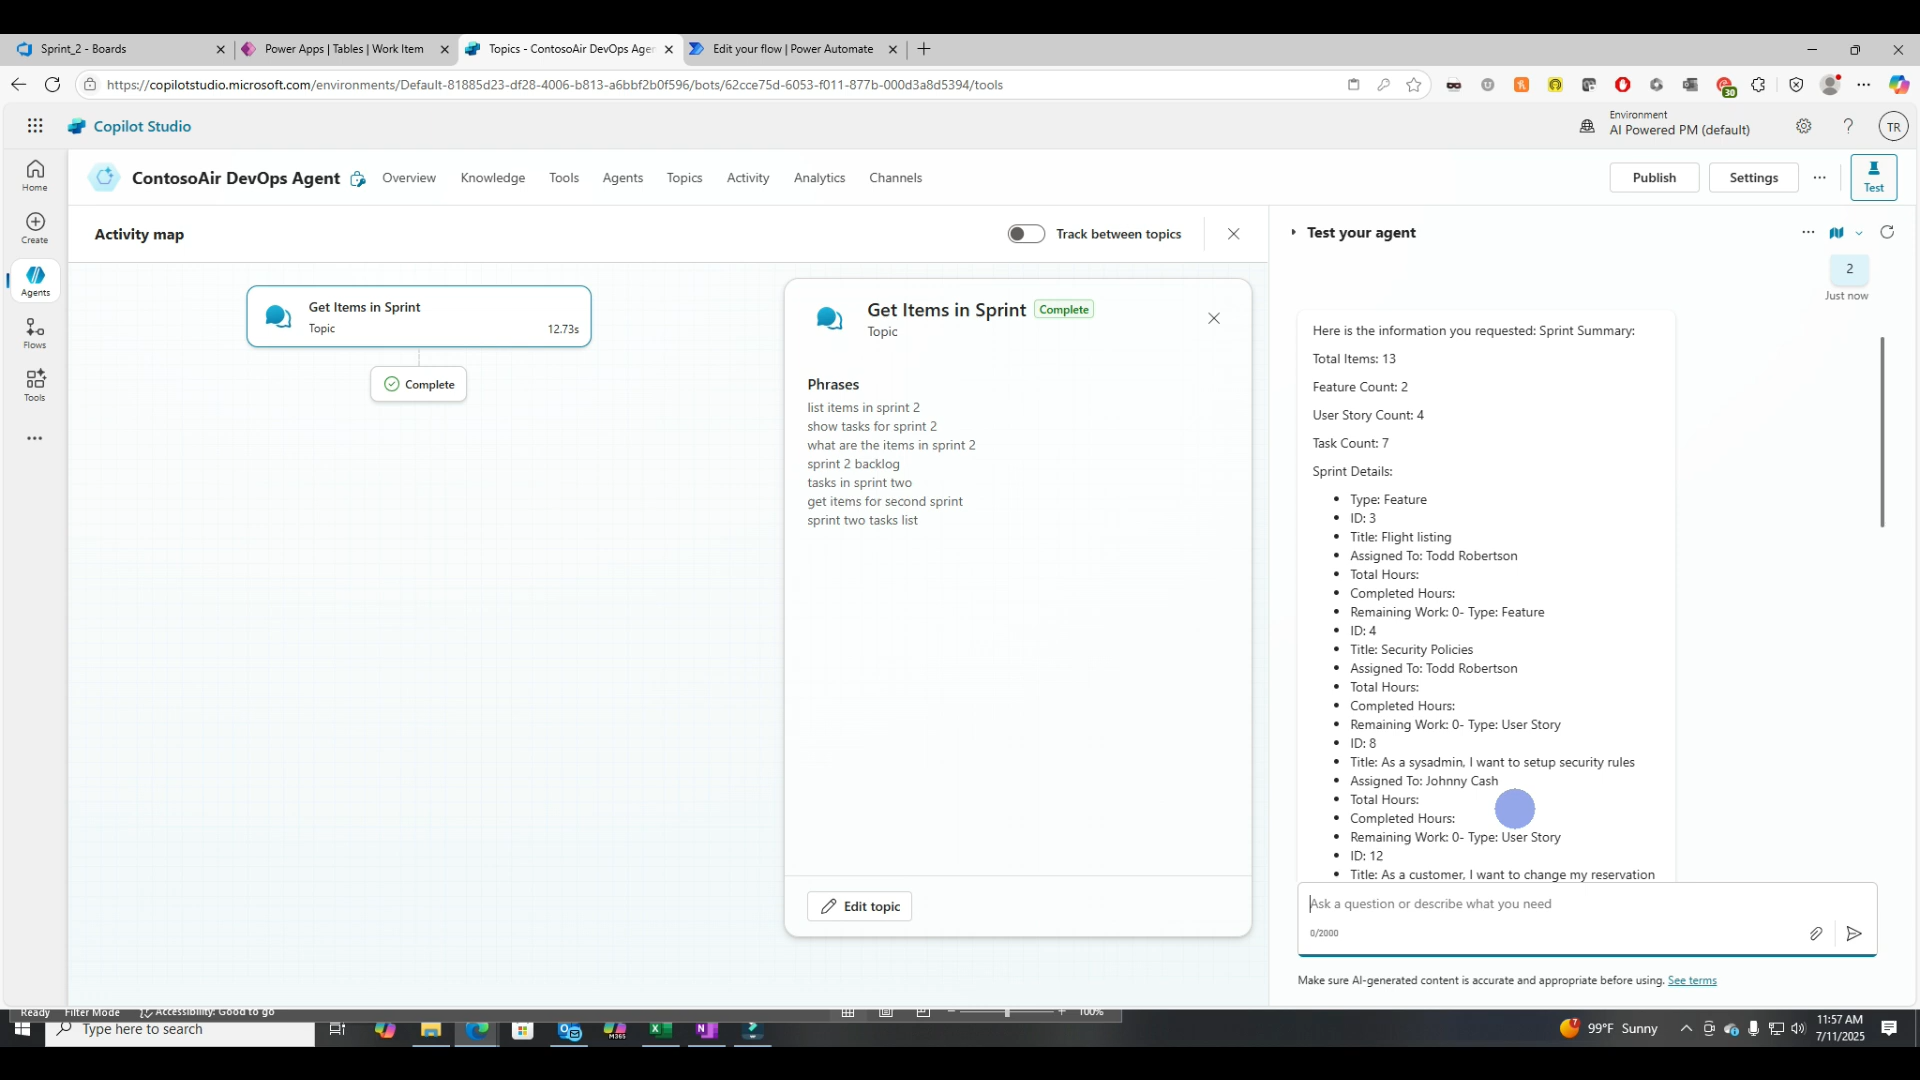 Sprint_2 - Boards
Power Apps | Tables | Work Item
Topics - ContosoAir DevOps Agen
Edit your flow | Power Automate
https://copilotstudio.microsoft.com/environments/Default-81885d23-df28-4006-b813-a6bbf2b0f596/bots/62cce75d-6053-f011-877b-000d3a8d5394/tools
30
Copilot Studio
Environment
AI Powered PM (default)
TR
Home
Create
Agents
Flows
Tools
ContosoAir DevOps Agent
Overview
Knowledge
Tools
Agents
Topics
Activity
Analytics
Channels
Publish
Settings
Test
Activity map
Track between topics
Get Items in Sprint
Topic
12.73s
Complete
Get Items in Sprint
Complete
Topic
Phrases
list items in sprint 2
show tasks for sprint 2
what are the items in sprint 2
sprint 2 backlog
tasks in sprint two
get items for second sprint
sprint two tasks list
Edit topic
Test your agent
2
Just now
Here is the information you requested: Sprint Summary:
Total Items: 13
Feature Count: 2
User Story Count: 4
Task Count: 7
Sprint Details:
• Type: Feature
• ID: 3
• Title: Flight listing
• Assigned To: Todd Robertson
• Total Hours:
• Completed Hours:
• Remaining Work: 0- Type: Feature
• ID: 4
• Title: Security Policies
• Assigned To: Todd Robertson
• Total Hours:
• Completed Hours:
• Remaining Work: 0- Type: User Story
• ID: 8
• Title: As a sysadmin, I want to setup security rules
• Assigned To: Johnny Cash
• Total Hours:
• Completed Hours:
• Remaining Work: 0- Type: User Story
• ID: 12
• Title: As a customer, I want to change my reservation
Ask a question or describe what you need
0/2000
Make sure AI-generated content is accurate and appropriate before using. See terms
Ready
Filter Mode
Accessibility: Good to go
100%
Type here to search
M365
99°F Sunny
11:57 AM
7/11/2025